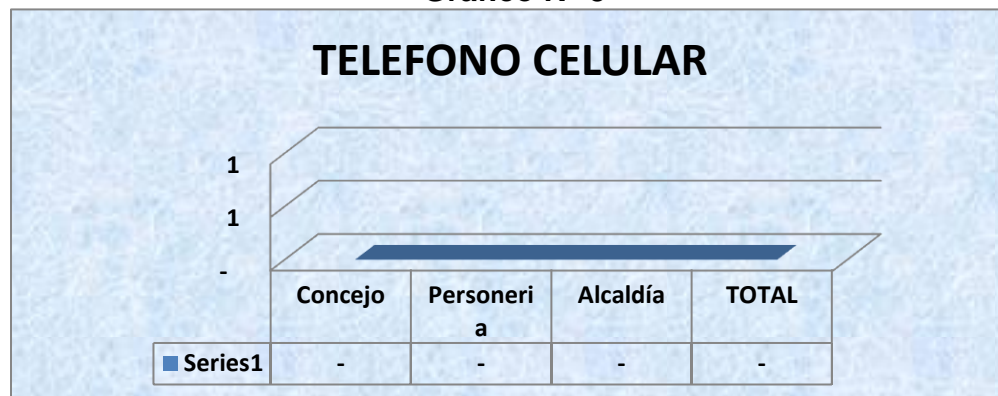 TELEFONO CELULAR
1
1
-
Concejo Personeri Alcaldía TOTAL
a
Series1 - - - -